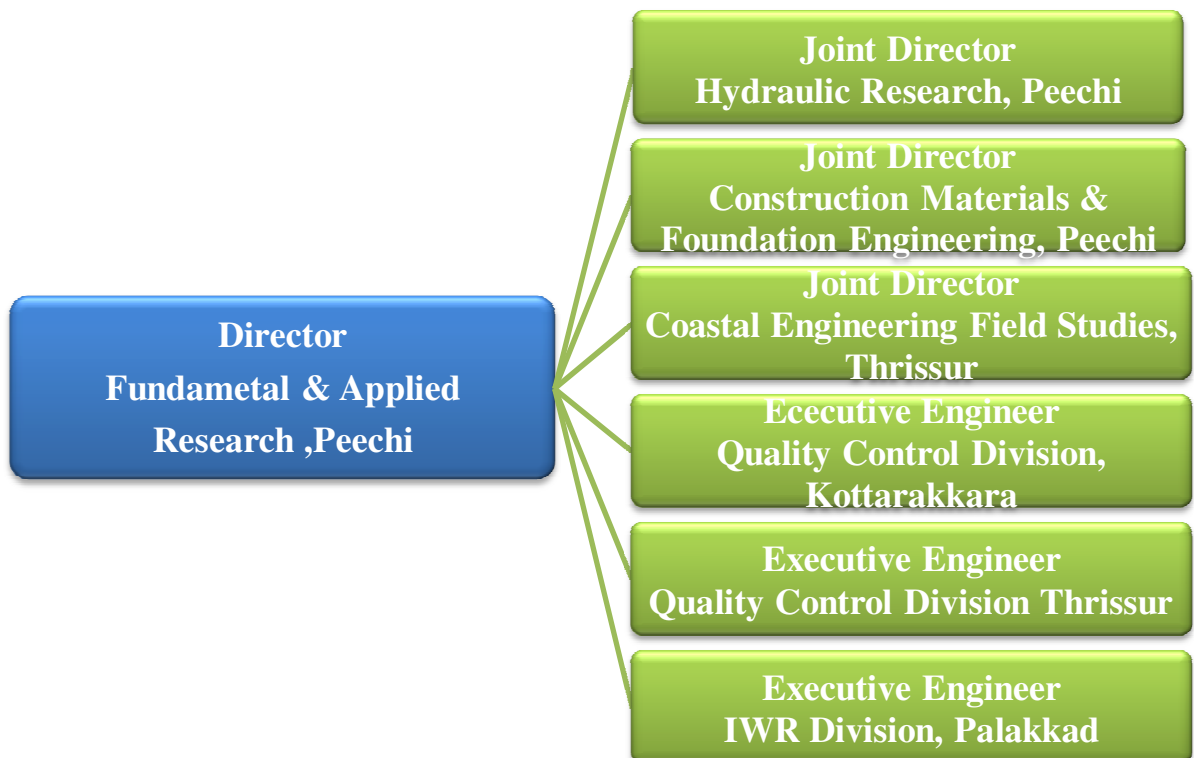 Director
Fundametal & Applied
Research ,Peechi
Joint Director
Hydraulic Research, Peechi
Joint Director
Construction Materials &
Foundation Engineering, Peechi
Joint Director
Coastal Engineering Field Studies,
Thrissur
Ececutive Engineer
Quality Control Division,
Kottarakkara
Executive Engineer
Quality Control Division Thrissur
Executive Engineer
IWR Division, Palakkad